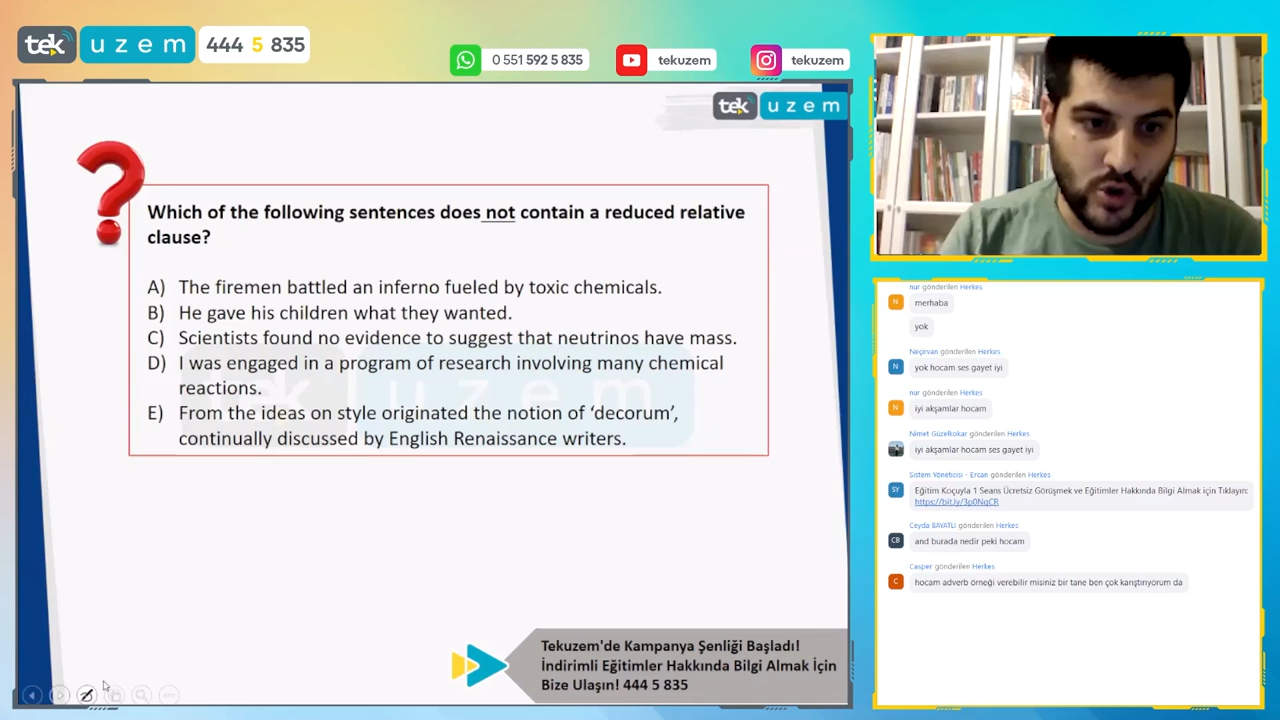 tek uzem 444 5 835
0 551 592 5 835
tekuzem
tekuzem
tek uzem
Which of the following sentences does not contain a reduced relative
clause?
A) The firemen battled an inferno fueled by toxic chemicals.
B) He gave his children what they wanted.
C) Scientists found no evidence to suggest that neutrinos have mass.
D) I was engaged in a program of research involving many chemical
reactions.
E) From the ideas on style originated the notion of ‘decorum’,
continually discussed by English Renaissance writers.
Tekuzem'de Kampanya Şenliği Başladı!
İndirimli Eğitimler Hakkında Bilgi Almak İçin
Bize Ulaşın! 444 5 835
nur gönderilen Herkes
N merhaba
yok
Neçirvan gönderilen Herkes
N yok hocam ses gayet iyi
nur gönderilen Herkes
N iyi akşamlar hocam
Nimet Güzelkokar gönderilen Herkes
iyi akşamlar hocam ses gayet iyi
Sistem Yöneticisi - Ercan gönderilen Herkes
SY Eğitim Koçuyla 1 Seans Ücretsiz Görüşmek ve Eğitimler Hakkında Bilgi Almak için Tıklayın:
https://bit.ly/3p0NqCB
Ceyda BAYATLI gönderilen Herkes
CB and burada nedir peki hocam
Casper gönderilen Herkes
C hocam adverb örneği verebilir misiniz bir tane ben çok karıştırıyorum da